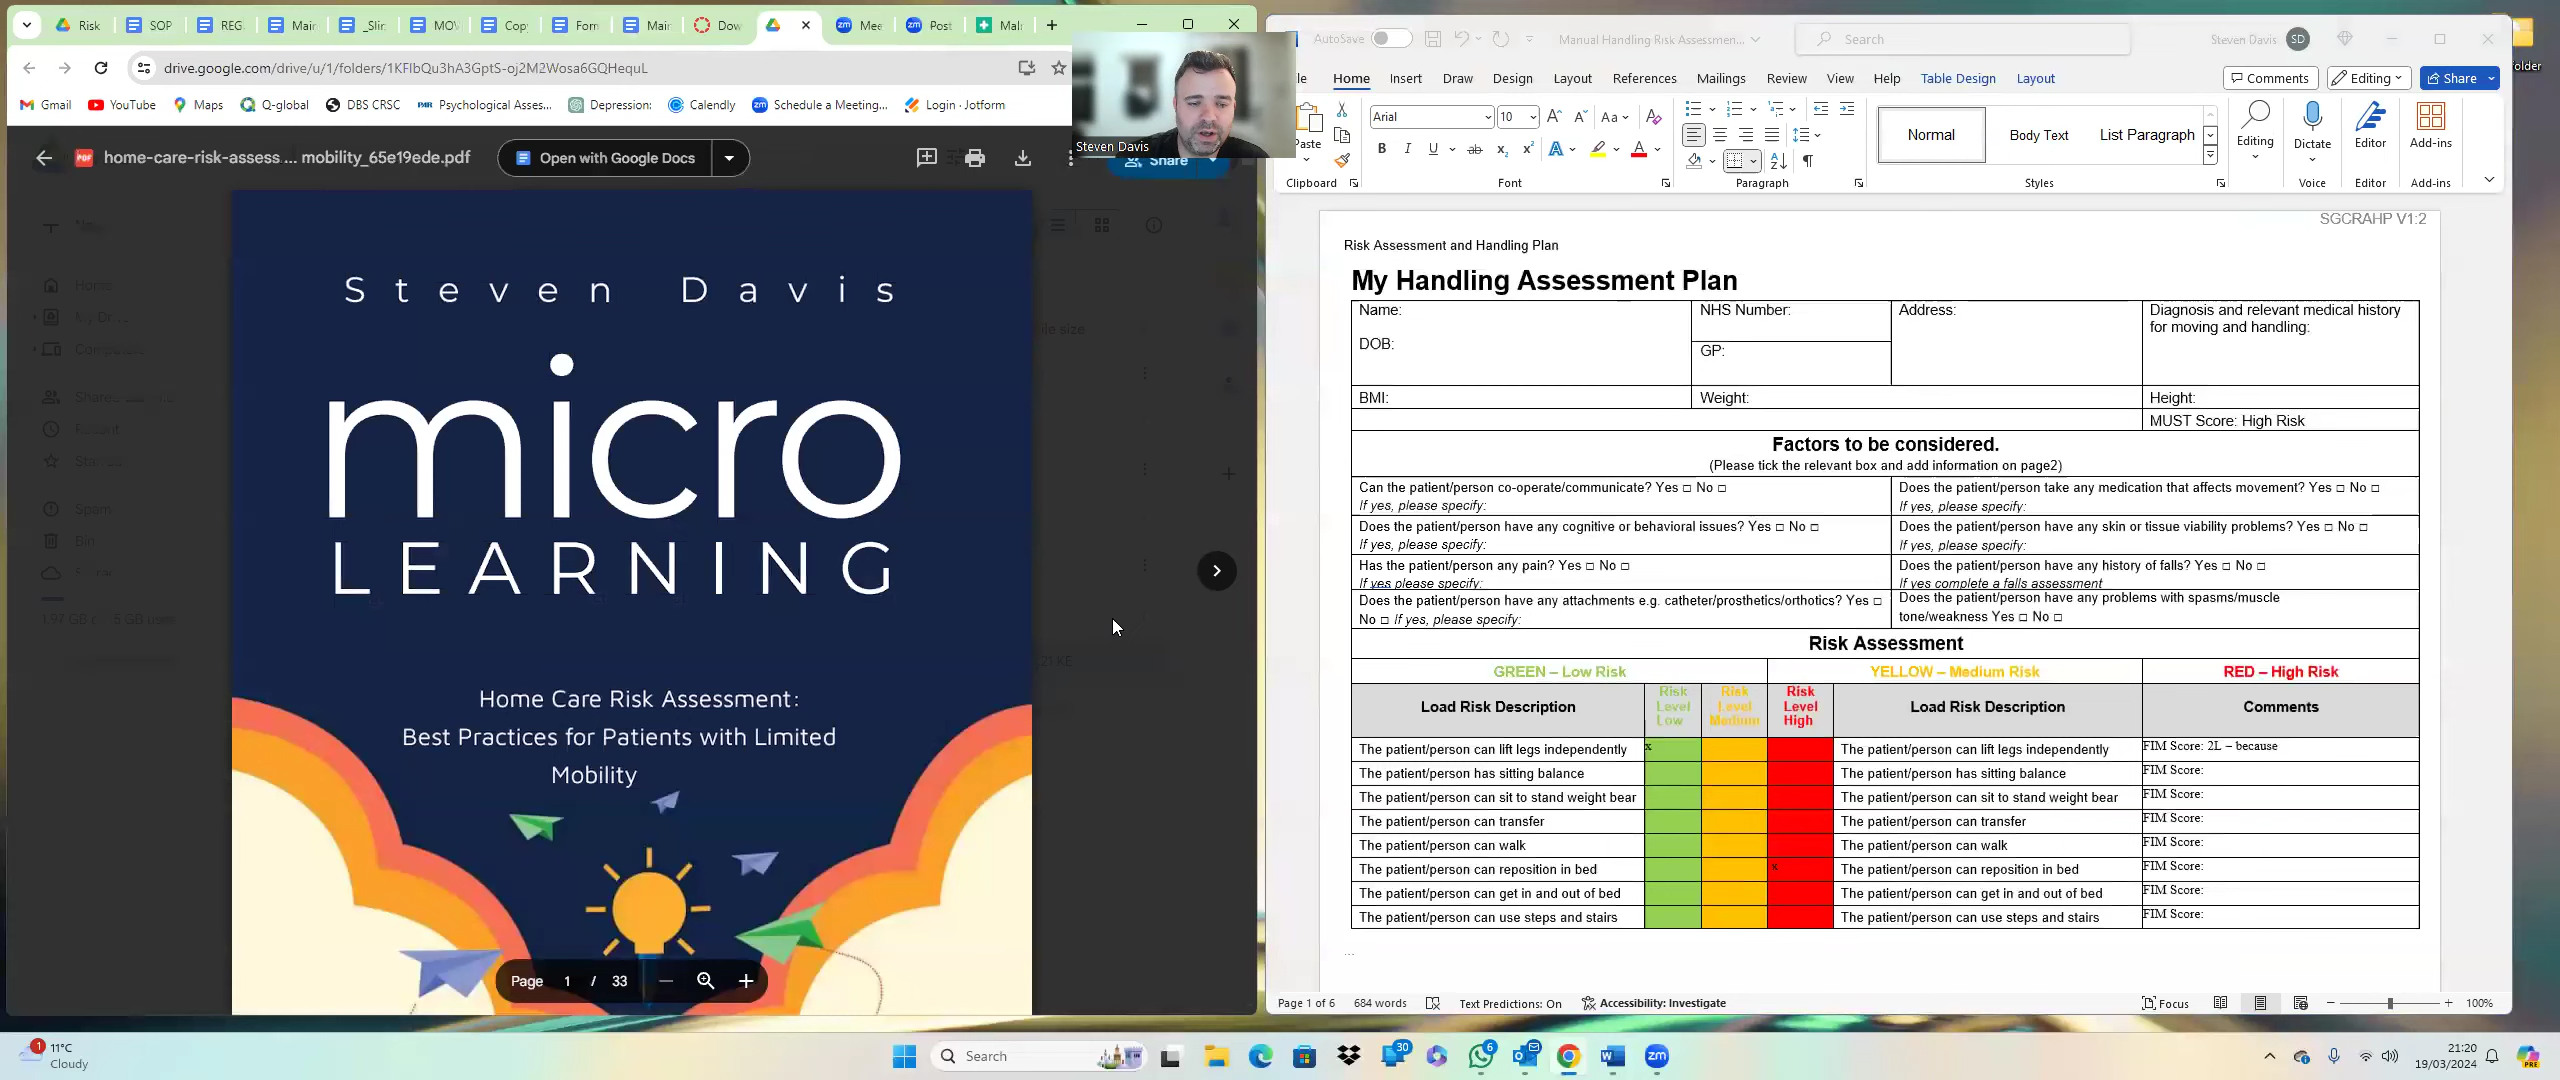 Risk
SOP
REG
Main
_Slin
MOV
Copy
Form
Main
Dow
Mee
Post
drive.google.com/drive/u/1/folders/1KFIbQu3hA3GptS-oj2M2Wosa6GQHequL
Gmail
YouTube
Maps
Q-global
DBS CRSC
Psychological Asses...
Depression:
Calendly
Schedule a Meeting...
Login · Jotform
Steven Davis
home-care-risk-assess ... mobility_65e19ede.pdf
Open with Google Docs
Share
Home
Spam
Bin
Steven Davis
micro
LEARNING
Home Care Risk Assessment:
Best Practices for Patients with Limited
Mobility
Page 1 / 33
AutoSave
Manual Handling Risk Assessmen...
Search
Steven Davis
SD
Home
Insert
Draw
Design
Layout
References
Mailings
Review
View
Help
Table Design
Layout
Comments
Editing
Share
Paste
Arial
10
Normal
Body Text
List Paragraph
Editing
Dictate
Editor
Add-ins
Clipboard
Font
Paragraph
Styles
Voice
Editor
Add-ins
SGCRAHP V1:2
Risk Assessment and Handling Plan
My Handling Assessment Plan
Name:
DOB:
NHS Number:
GP:
Address:
Diagnosis and relevant medical history
for moving and handling:
BMI:
Weight:
Height:
MUST Score: High Risk
Factors to be considered.
(Please tick the relevant box and add information on page2)
Can the patient/person co-operate/communicate? Yes □ No □
If yes, please specify:
Does the patient/person take any medication that affects movement? Yes □ No □
If yes, please specify:
Does the patient/person have any cognitive or behavioral issues? Yes □ No □
If yes, please specify:
Does the patient/person have any skin or tissue viability problems? Yes □ No □
If yes, please specify:
Has the patient/person any pain? Yes □ No □
If yes please specify:
Does the patient/person have any history of falls? Yes □ No □
If yes complete a falls assessment
Does the patient/person have any attachments e.g. catheter/prosthetics/orthotics? Yes □
No □ If yes, please specify:
Does the patient/person have any problems with spasms/muscle
tone/weakness Yes □ No □
Risk Assessment
GREEN – Low Risk
YELLOW – Medium Risk
RED – High Risk
Load Risk Description
Risk
Level
Low
Risk
Level
Medium
Risk
Level
High
Load Risk Description
Comments
The patient/person can lift legs independently
x
The patient/person can lift legs independently
FIM Score: 2L – because
The patient/person has sitting balance
The patient/person has sitting balance
FIM Score:
The patient/person can sit to stand weight bear
The patient/person can sit to stand weight bear
FIM Score:
The patient/person can transfer
The patient/person can transfer
FIM Score:
The patient/person can walk
The patient/person can walk
FIM Score:
The patient/person can reposition in bed
x
The patient/person can reposition in bed
FIM Score:
The patient/person can get in and out of bed
The patient/person can get in and out of bed
FIM Score:
The patient/person can use steps and stairs
The patient/person can use steps and stairs
FIM Score:
Page 1 of 6
684 words
Text Predictions: On
Accessibility: Investigate
Focus
100%
1
11°C
Cloudy
Search
30
6
21:20
19/03/2024